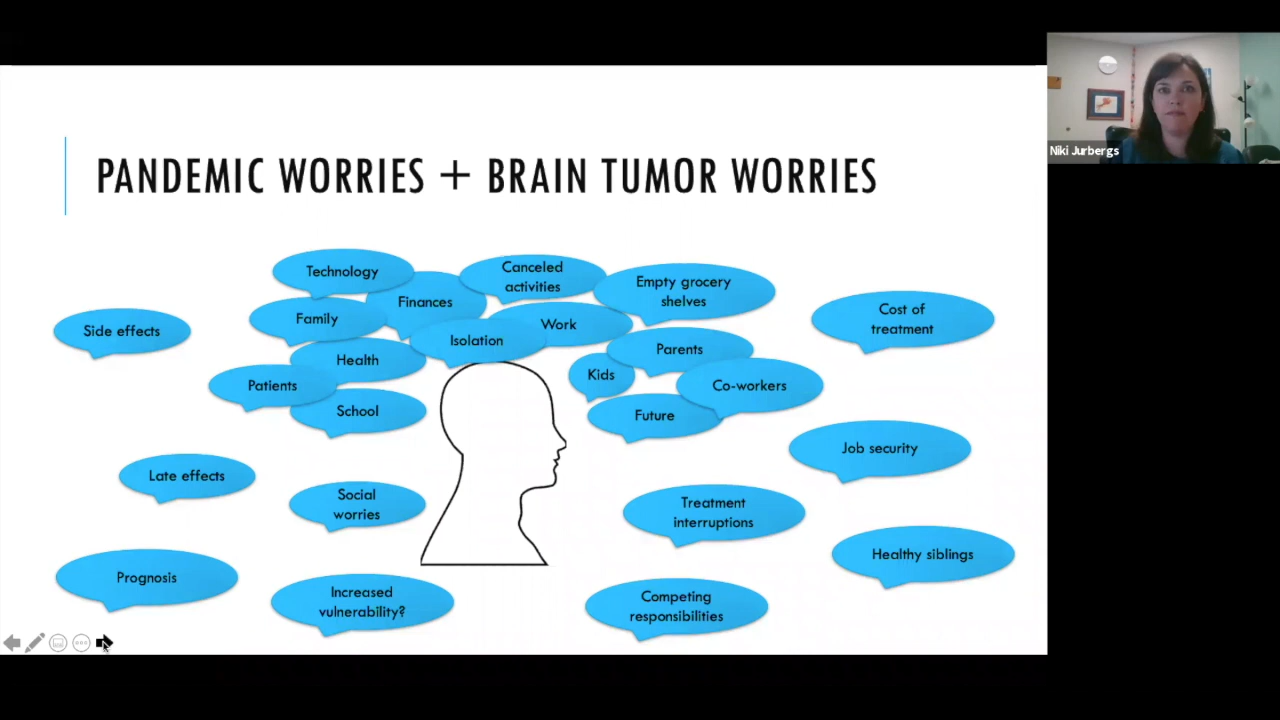 PANDEMIC WORRIES + BRAIN TUMOR WORRIES
Niki Jurbergs
Technology
Canceled
activities
Empty grocery
shelves
Finances
Family
Work
Side effects
Cost of
treatment
Isolation
Parents
Health
Kids
Patients
Co-workers
School
Future
Job security
Late effects
Social
worries
Treatment
interruptions
Healthy siblings
Prognosis
Increased
vulnerability?
Competing
responsibilities